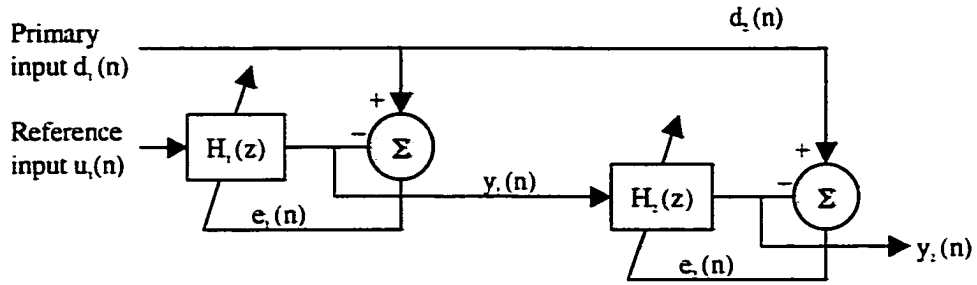 d₂(n)
Primary
input d₁(n)
+
Reference
input u₁(n)
H₁(z)
−
Σ
y₁(n)
e₁(n)
+
H₂(z)
−
Σ
e₂(n)
y₂(n)